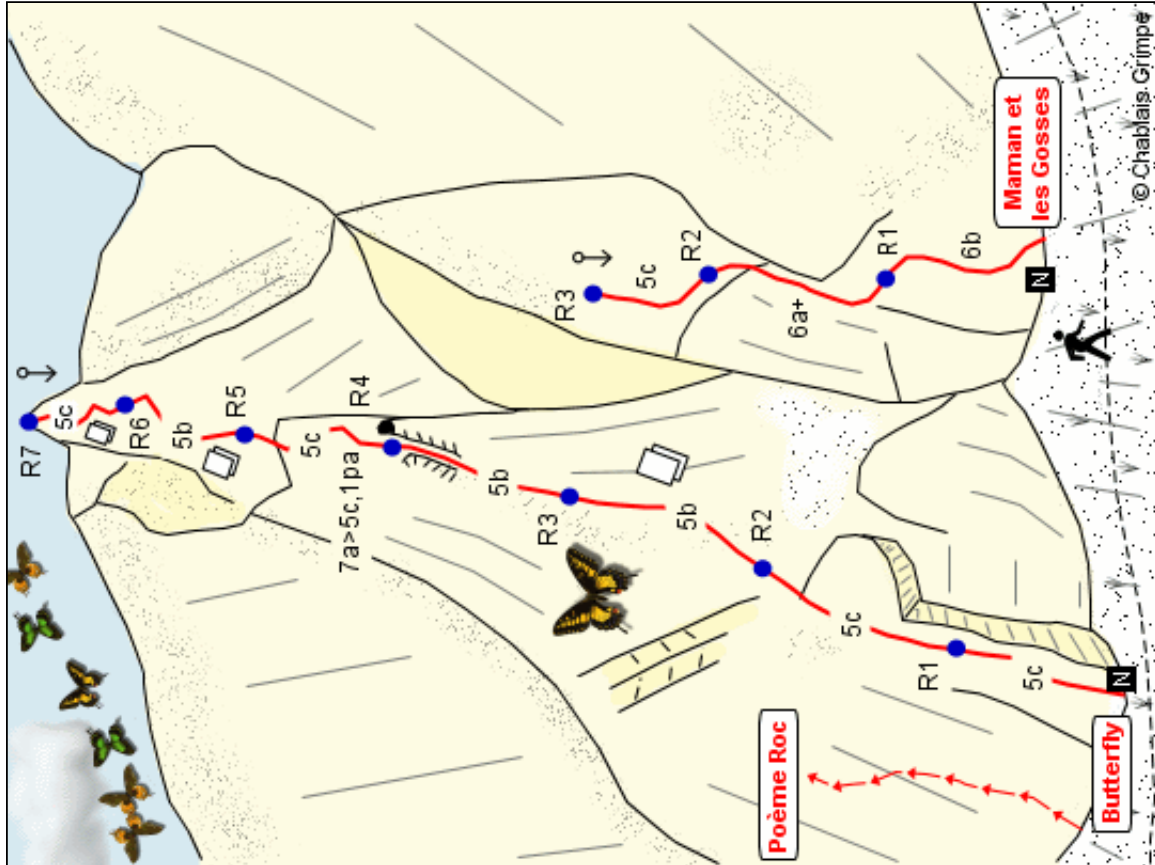 R7
5c
R6
5b
R5
5c
R4
7a>5c,1pa
5b
R3
5b
R2
5c
R1
5c
N
Butterfly
Poème Roc
R3
5c
R2
6a+
R1
6b
N
Maman et
les Gosses
© Chablais Grimpe